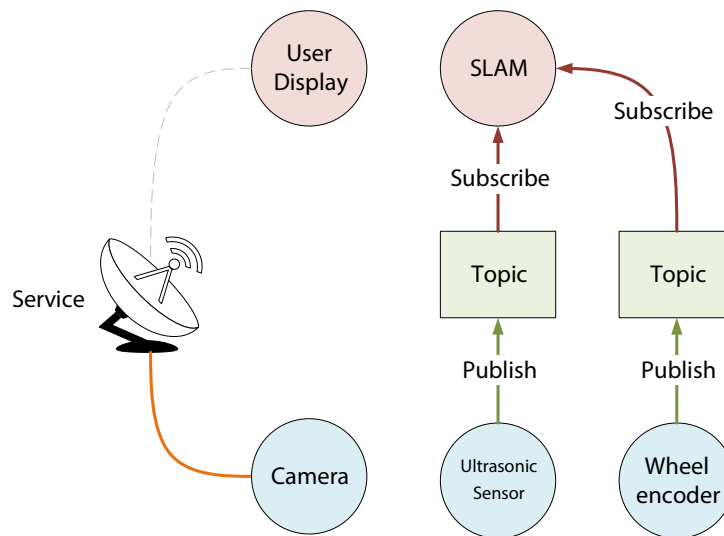 User
Display
SLAM
Subscribe
Subscribe
Service
Topic
Topic
Publish
Publish
Camera
Ultrasonic
Sensor
Wheel
encoder